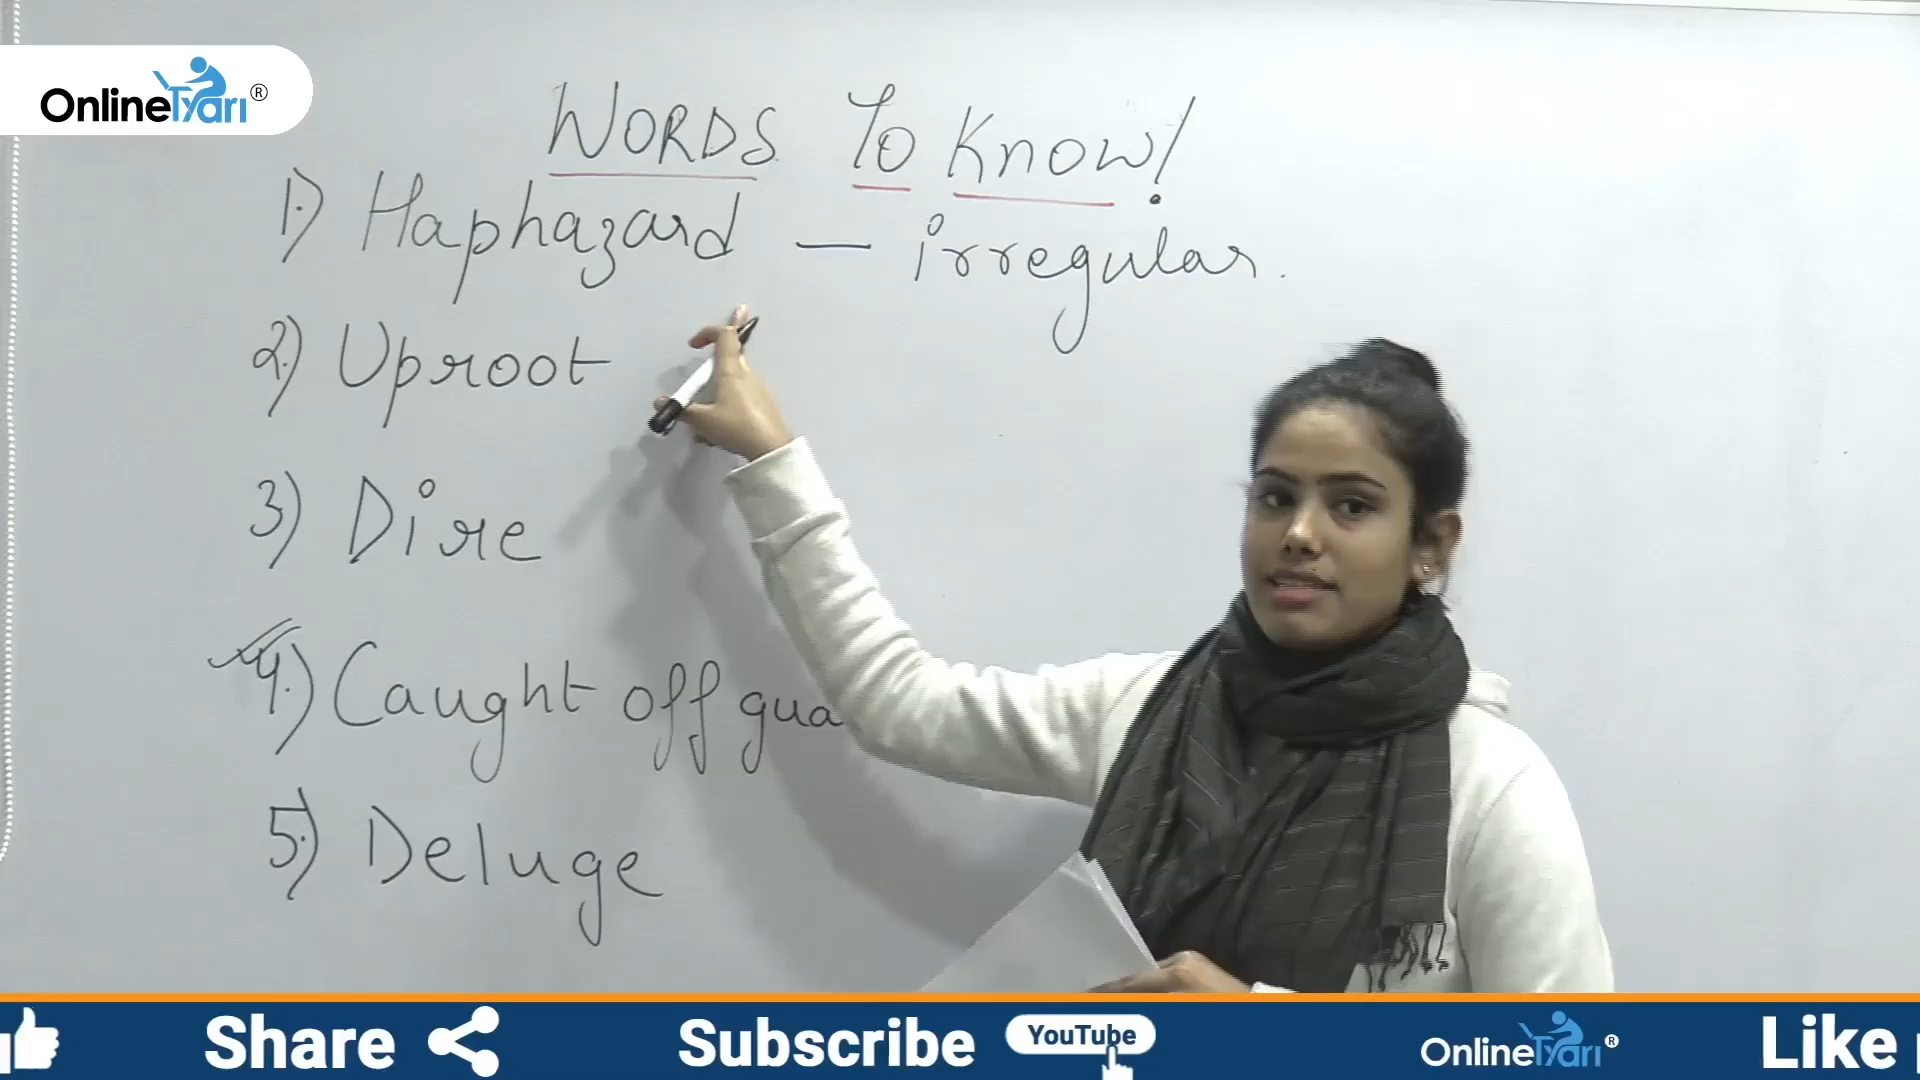 OnlineTyari®
WORDS To KNOW!
1.) Haphazard — irregular.
2.) Uproot
3.) Dire
4.) Caught off gua
5.) Deluge
Share Subscribe YouTube OnlineTyari® Like